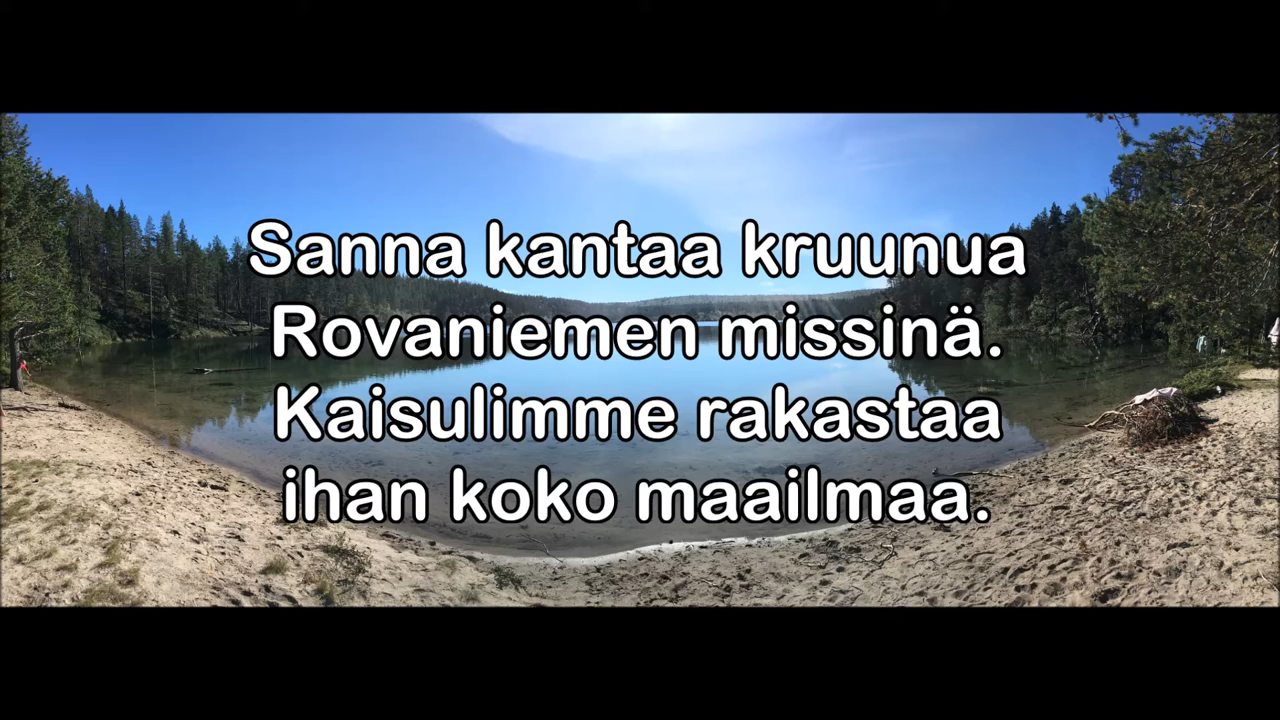 Sanna kantaa kruunua
Rovaniemen missinä.
Kaisulimme rakastaa
ihan koko maailmaa.